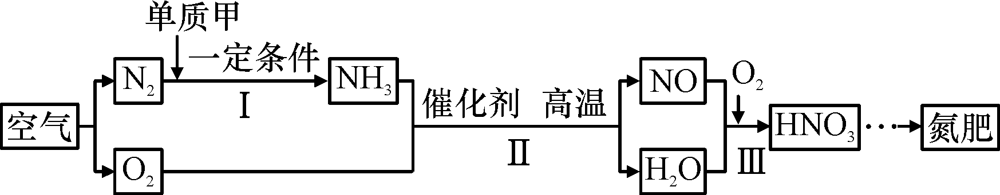 单质甲
一定条件
N₂
NH₃
Ⅰ
空气
O₂
催化剂 高温
Ⅱ
NO
H₂O
O₂
Ⅲ
HNO₃
…
氮肥